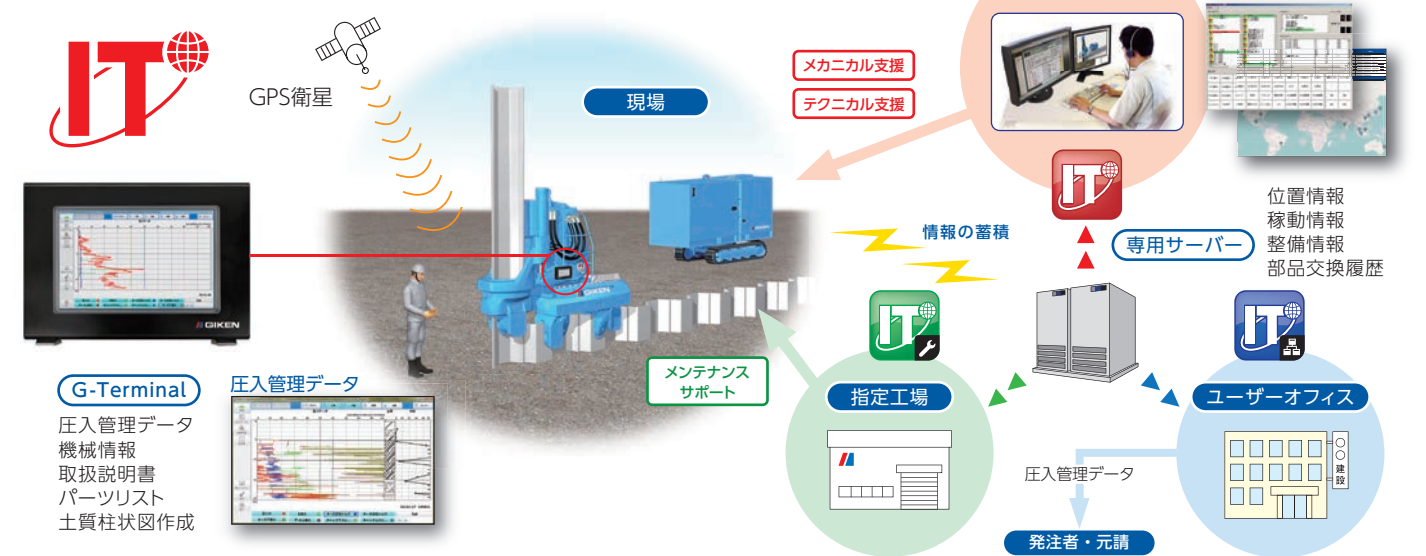 IT
GPS衛星
現場
メカニカル支援
テクニカル支援
IT
位置情報
稼動情報
整備情報
部品交換履歴
専用サーバー
情報の蓄積
GIKEN
GIKEN
IT
IT
G-Terminal
圧入管理データ
機械情報
取扱説明書
パーツリスト
土質柱状図作成
圧入管理データ
メンテナンス
サポート
指定工場
ユーザーオフィス
○○建設
圧入管理データ
発注者・元請